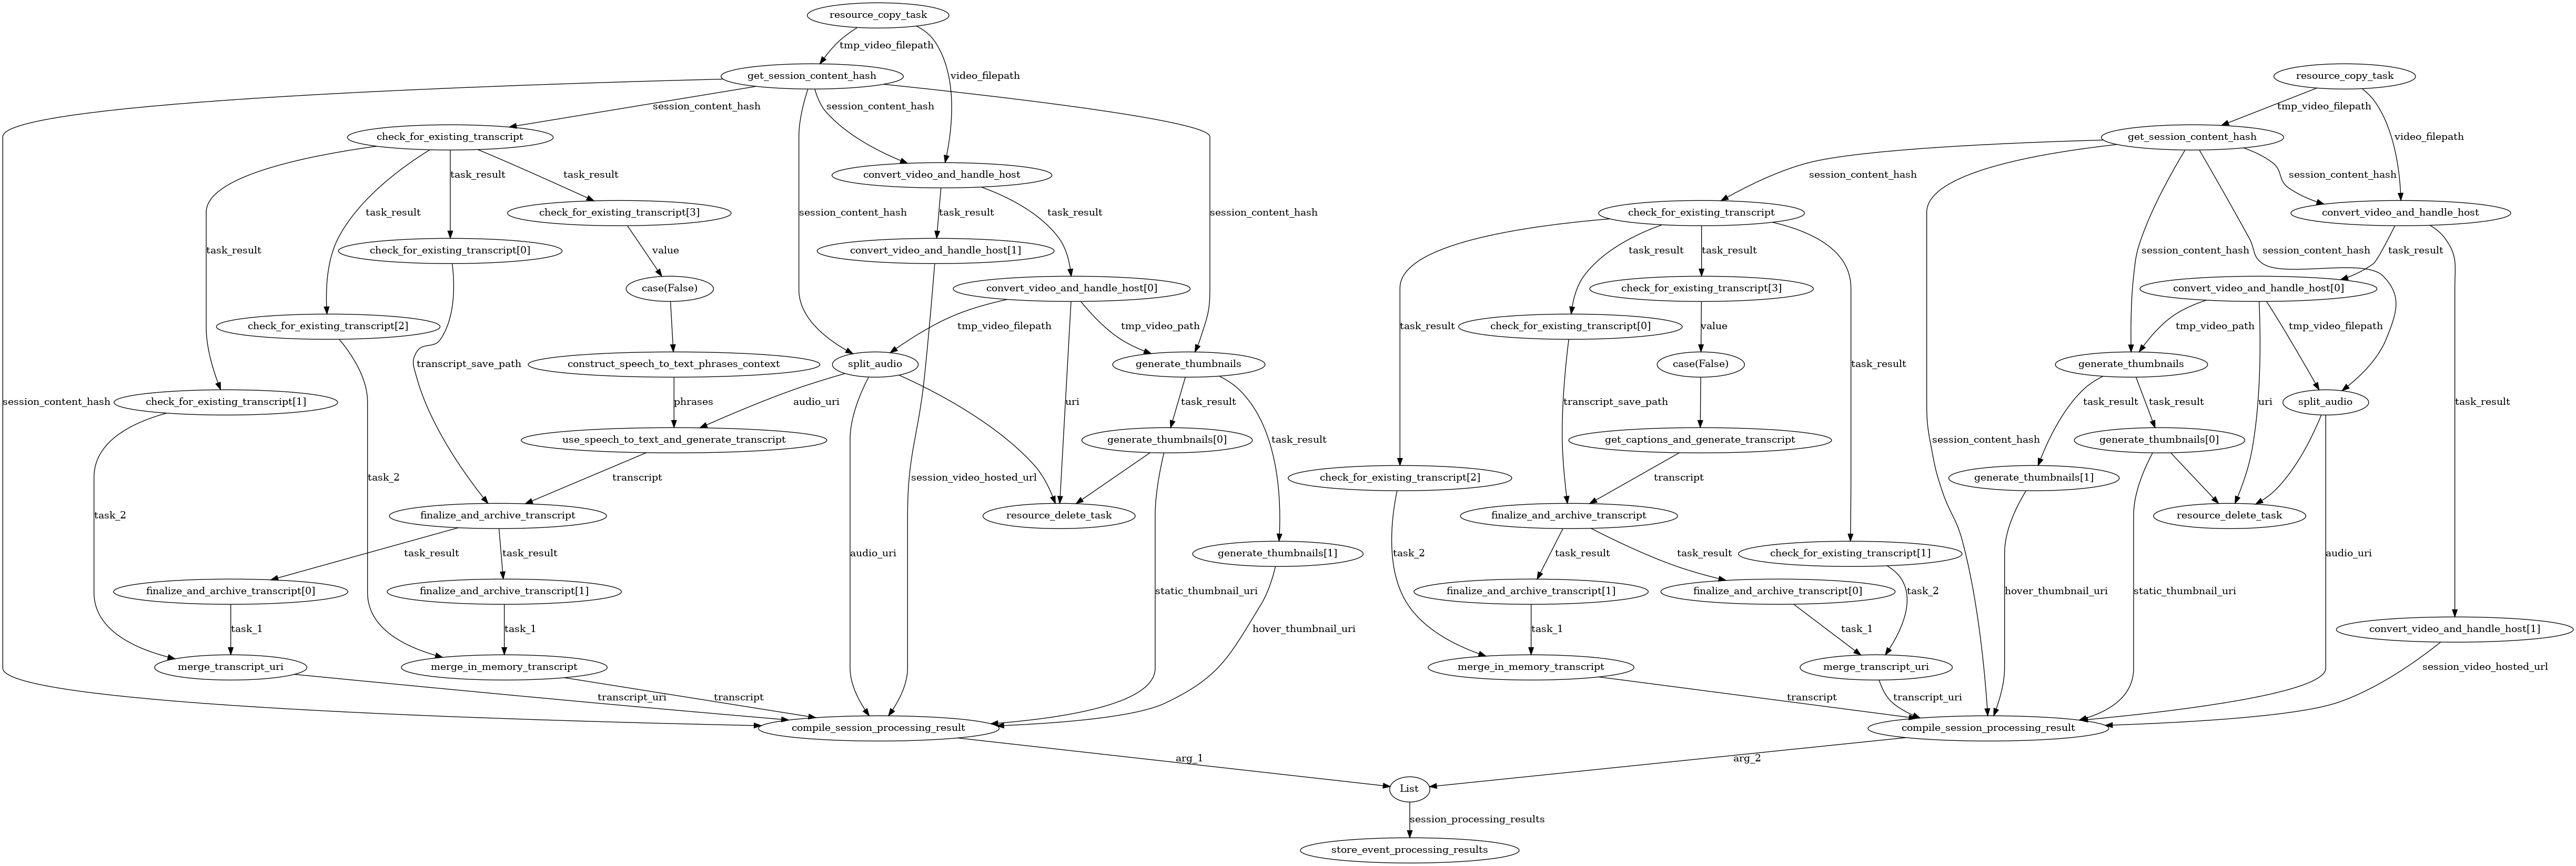 resource_copy_task
tmp_video_filepath
get_session_content_hash
video_filepath
resource_copy_task
session_content_hash
session_content_hash
tmp_video_filepath
check_for_existing_transcript
get_session_content_hash
video_filepath
task_result
task_result
convert_video_and_handle_host
session_content_hash
session_content_hash
task_result
check_for_existing_transcript[3]
session_content_hash
task_result
task_result
session_content_hash
check_for_existing_transcript
convert_video_and_handle_host
task_result
check_for_existing_transcript[0]
value
convert_video_and_handle_host[1]
task_result
task_result
session_content_hash
session_content_hash
task_result
case(False)
convert_video_and_handle_host[0]
check_for_existing_transcript[3]
convert_video_and_handle_host[0]
check_for_existing_transcript[2]
tmp_video_filepath
tmp_video_path
task_result
check_for_existing_transcript[0]
value
tmp_video_path
tmp_video_filepath
transcript_save_path
construct_speech_to_text_phrases_context
split_audio
generate_thumbnails
case(False)
task_result
generate_thumbnails
session_content_hash
check_for_existing_transcript[1]
phrases
audio_uri
uri
task_result
transcript_save_path
task_result
task_result
uri
split_audio
task_result
use_speech_to_text_and_generate_transcript
generate_thumbnails[0]
task_result
get_captions_and_generate_transcript
session_content_hash
generate_thumbnails[0]
task_2
transcript
session_video_hosted_url
check_for_existing_transcript[2]
transcript
generate_thumbnails[1]
task_2
finalize_and_archive_transcript
resource_delete_task
finalize_and_archive_transcript
resource_delete_task
task_result
task_result
audio_uri
generate_thumbnails[1]
task_2
task_result
task_result
check_for_existing_transcript[1]
audio_uri
finalize_and_archive_transcript[0]
finalize_and_archive_transcript[1]
static_thumbnail_uri
finalize_and_archive_transcript[1]
finalize_and_archive_transcript[0]
task_2
hover_thumbnail_uri
static_thumbnail_uri
task_1
task_1
hover_thumbnail_uri
task_1
task_1
convert_video_and_handle_host[1]
merge_transcript_uri
merge_in_memory_transcript
merge_in_memory_transcript
merge_transcript_uri
session_video_hosted_url
transcript_uri
transcript
transcript
transcript_uri
compile_session_processing_result
compile_session_processing_result
arg_1
arg_2
List
session_processing_results
store_event_processing_results